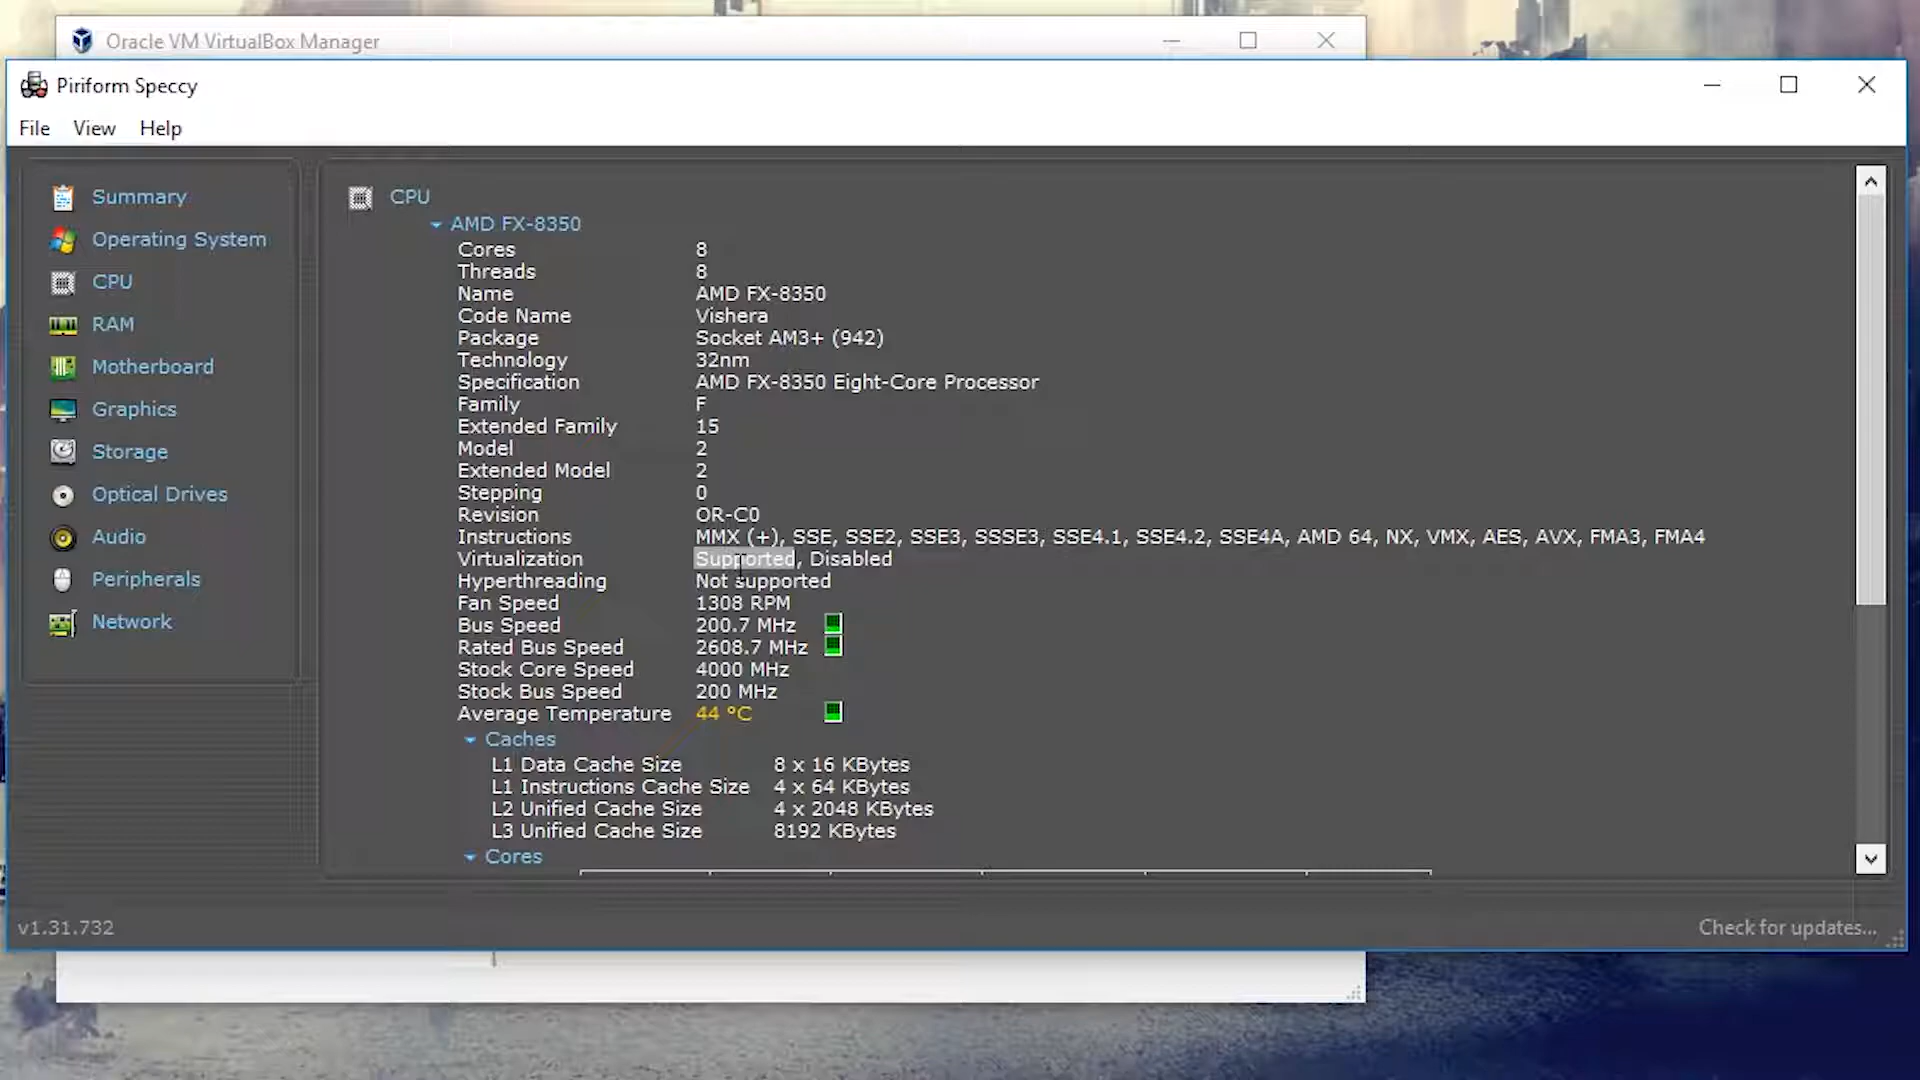 Oracle VM VirtualBox Manager
Piriform Speccy
File View Help
Summary
Operating System
CPU
RAM
Motherboard
Graphics
Storage
Optical Drives
Audio
Peripherals
Network
CPU
AMD FX-8350
Cores 8
Threads 8
Name AMD FX-8350
Code Name Vishera
Package Socket AM3+ (942)
Technology 32nm
Specification AMD FX-8350 Eight-Core Processor
Family F
Extended Family 15
Model 2
Extended Model 2
Stepping 0
Revision OR-C0
Instructions MMX (+), SSE, SSE2, SSE3, SSSE3, SSE4.1, SSE4.2, SSE4A, AMD 64, NX, VMX, AES, AVX, FMA3, FMA4
Virtualization Supported, Disabled
Hyperthreading Not supported
Fan Speed 1308 RPM
Bus Speed 200.7 MHz
Rated Bus Speed 2608.7 MHz
Stock Core Speed 4000 MHz
Stock Bus Speed 200 MHz
Average Temperature 44 °C
Caches
L1 Data Cache Size 8 x 16 KBytes
L1 Instructions Cache Size 4 x 64 KBytes
L2 Unified Cache Size 4 x 2048 KBytes
L3 Unified Cache Size 8192 KBytes
Cores
v1.31.732
Check for updates...